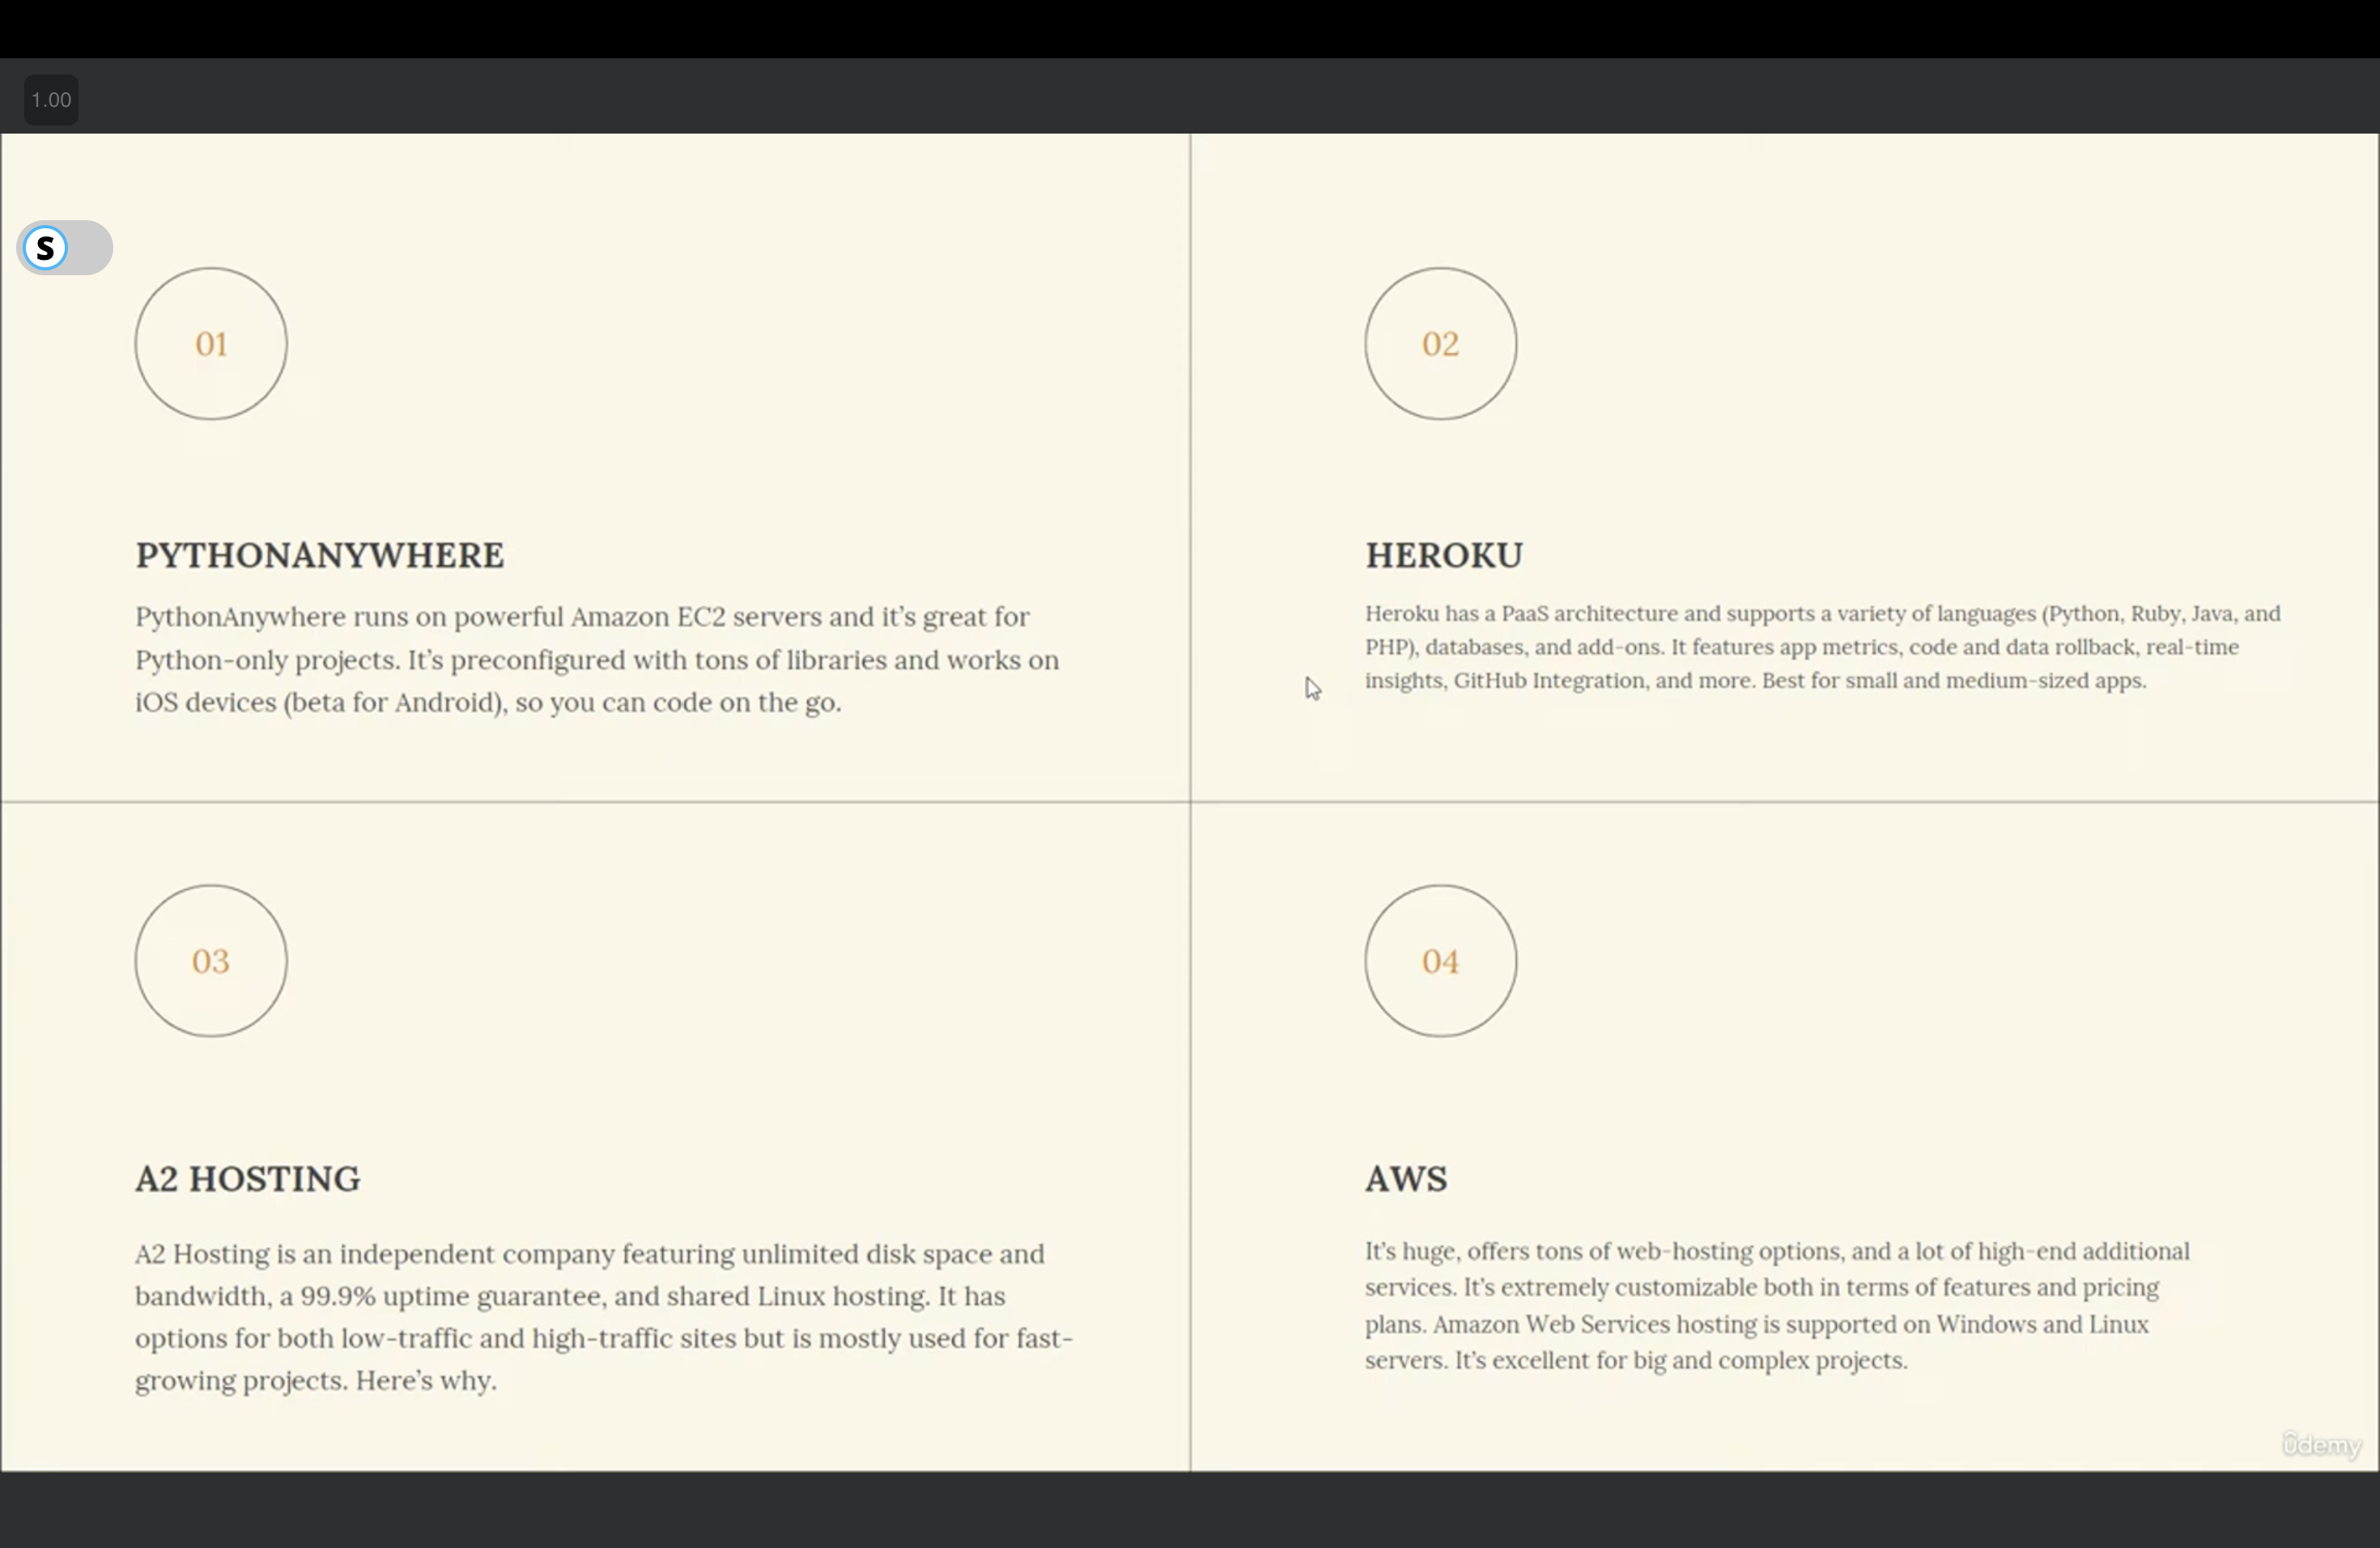 1.00
S
01
PYTHONANYWHERE
PythonAnywhere runs on powerful Amazon EC2 servers and it's great for
Python-only projects. It's preconfigured with tons of libraries and works on
iOS devices (beta for Android), so you can code on the go.
02
HEROKU
Heroku has a PaaS architecture and supports a variety of languages (Python, Ruby, Java, and
PHP), databases, and add-ons. It features app metrics, code and data rollback, real-time
insights, GitHub Integration, and more. Best for small and medium-sized apps.
03
A2 HOSTING
A2 Hosting is an independent company featuring unlimited disk space and
bandwidth, a 99.9% uptime guarantee, and shared Linux hosting. It has
options for both low-traffic and high-traffic sites but is mostly used for fast-
growing projects. Here's why.
04
AWS
It's huge, offers tons of web-hosting options, and a lot of high-end additional
services. It's extremely customizable both in terms of features and pricing
plans. Amazon Web Services hosting is supported on Windows and Linux
servers. It's excellent for big and complex projects.
ûdemy